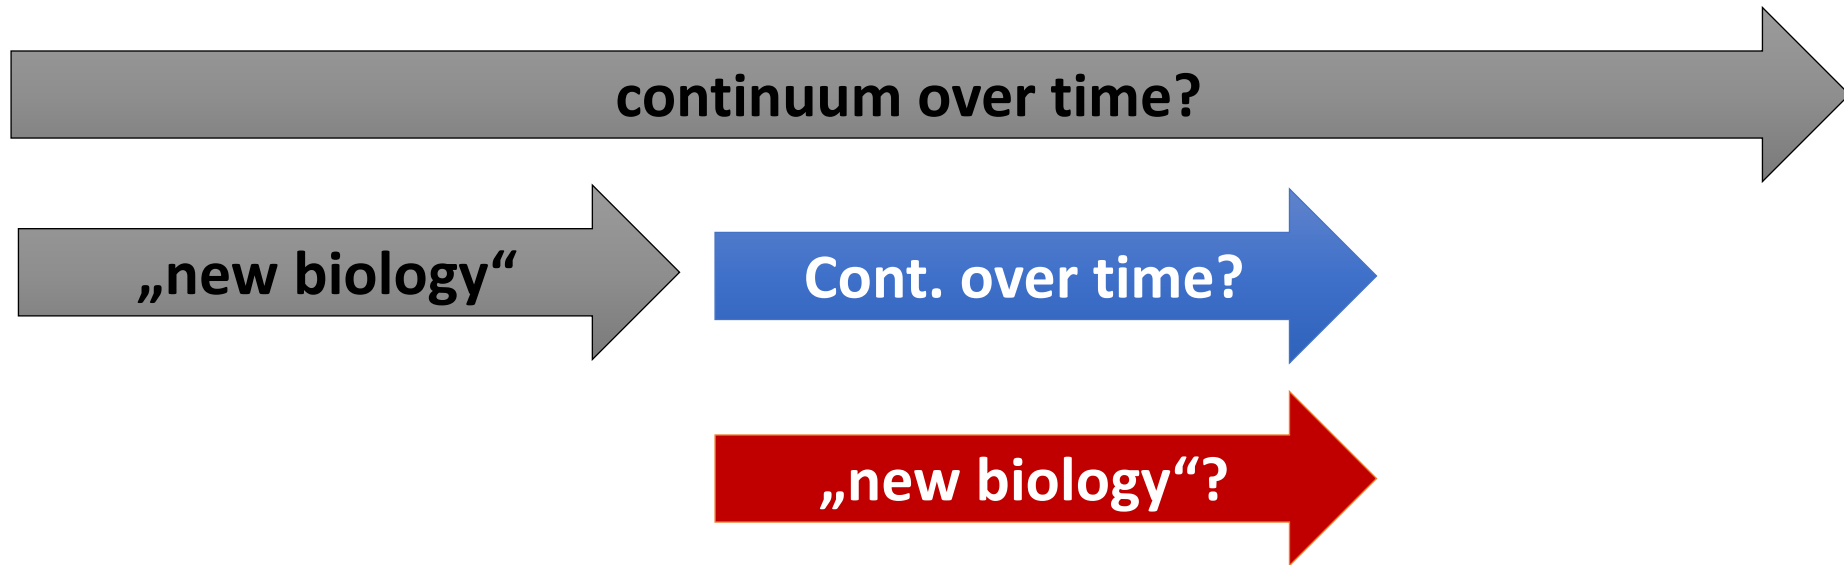 continuum over time?
„new biology“
Cont. over time?
„new biology“?